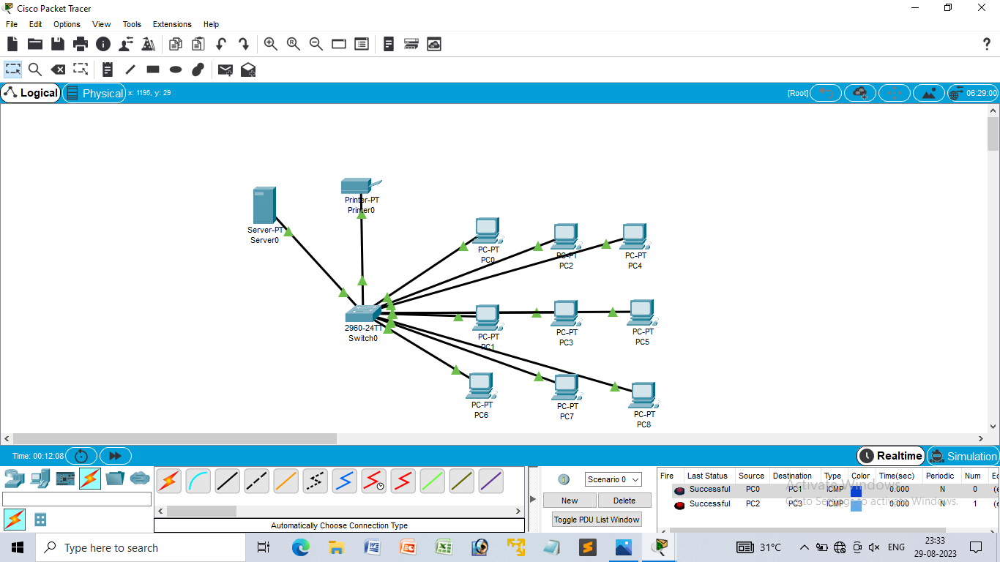 Cisco Packet Tracer
File Edit Options View Tools Extensions Help
?
Logical Physical x: 1195, y: 29 [Root] 06:29:00
Printer-PT
Printer0
Server-PT
Server0
PC-PT
PC0
PC-PT
PC2
PC-PT
PC4
2960-24TT
Switch0
PC-PT
PC1
PC-PT
PC3
PC-PT
PC5
PC-PT
PC6
PC-PT
PC7
PC-PT
PC8
Time: 00:12:08 Realtime Simulation
Scenario 0
New Delete
Toggle PDU List Window
Automatically Choose Connection Type
Fire Last Status Source Destination Type Color Time(sec) Periodic Num Ec
Successful PC0 PC1 ICMP 0.000 N 0 (e
Successful PC2 PC3 ICMP 0.000 N 1 (e
Activate Windows
Go to Settings to activate Windows.
Type here to search
31°C ENG 23:33
29-08-2023